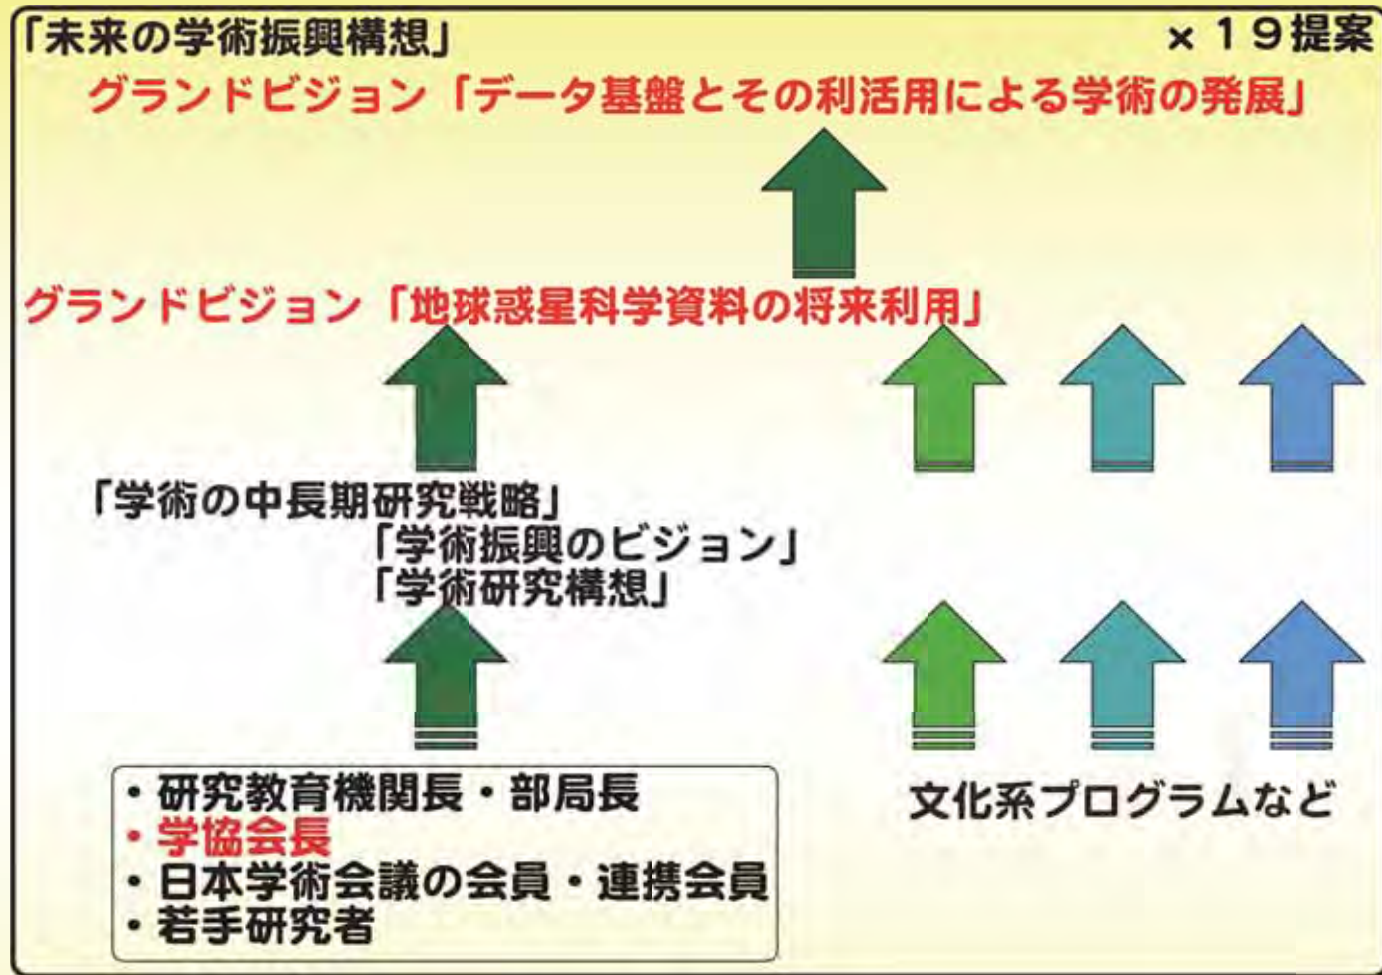 「未来の学術振興構想」 × 19提案
グランドビジョン「データ基盤とその利活用による学術の発展」
グランドビジョン「地球惑星科学資料の将来利用」
「学術の中長期研究戦略」
「学術振興のビジョン」
「学術研究構想」
・研究教育機関長・部局長
・学協会長
・日本学術会議の会員・連携会員
・若手研究者
文化系プログラムなど